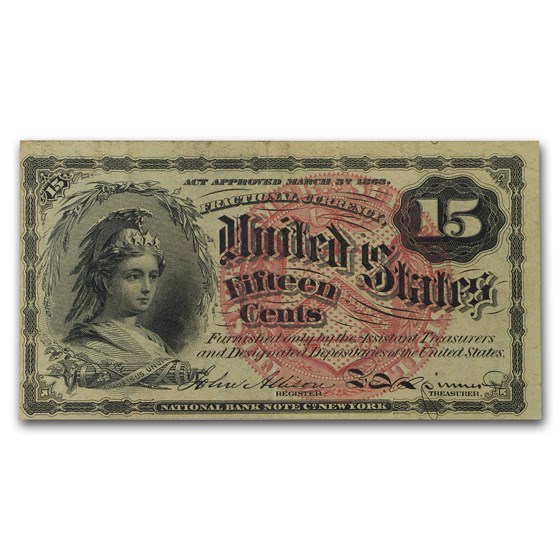 15
ACT APPROVED MARCH 3D 1863.
FRACTIONAL CURRENCY
15
United States
Fifteen
Cents
Furnished only by the Assistant Treasurers
and Designated Depositaries of the United States.
John Allison
REGISTER
TREASURER.
NATIONAL BANK NOTE Co. NEW YORK